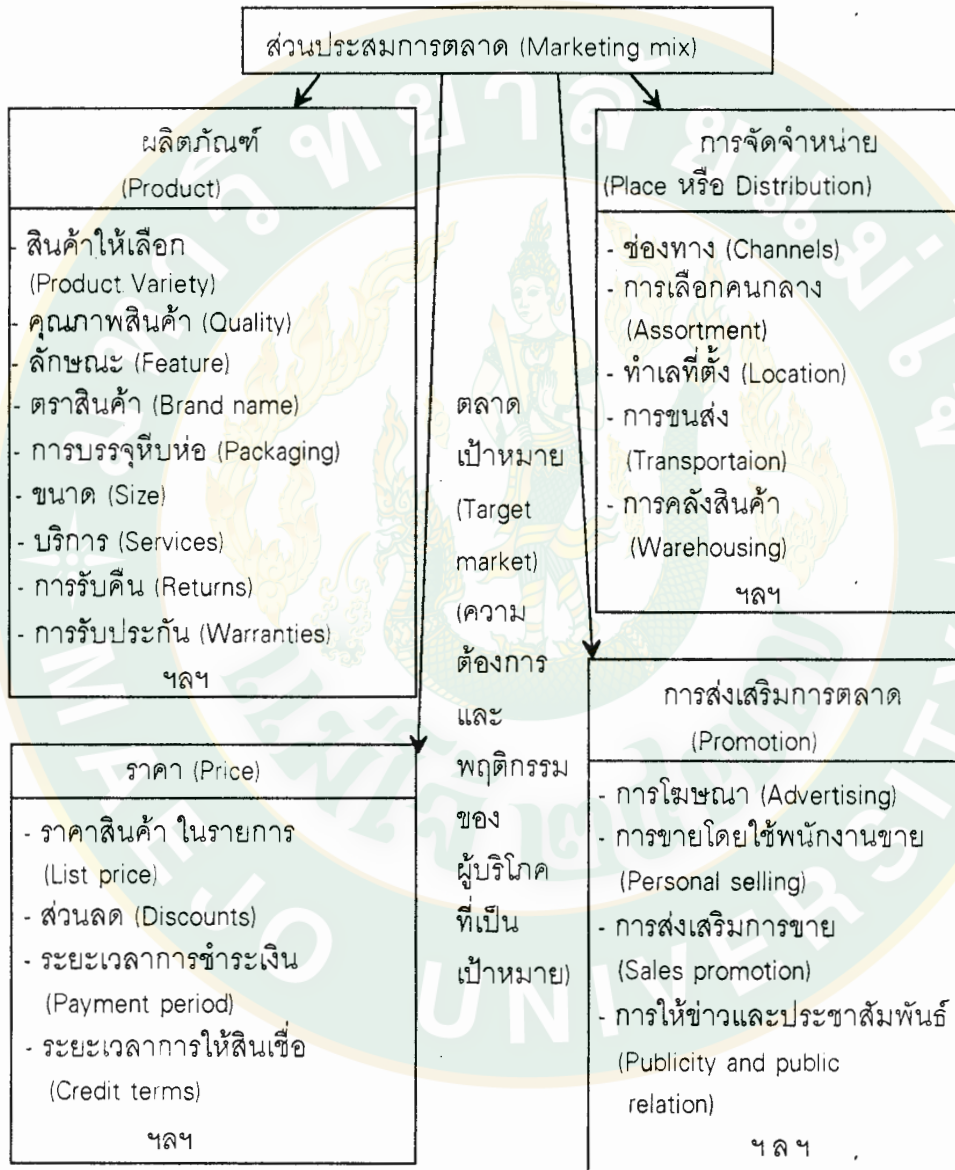 ส่วนประสมการตลาด (Marketing mix)
ผลิตภัณฑ์
(Product)
- สินค้าให้เลือก
(Product Variety)
- คุณภาพสินค้า (Quality)
- ลักษณะ (Feature)
- ตราสินค้า (Brand name)
- การบรรจุหีบห่อ (Packaging)
- ขนาด (Size)
- บริการ (Services)
- การรับคืน (Returns)
- การรับประกัน (Warranties)
ฯลฯ
ราคา (Price)
- ราคาสินค้า ในรายการ
(List price)
- ส่วนลด (Discounts)
- ระยะเวลาการชำระเงิน
(Payment period)
- ระยะเวลาการให้สินเชื่อ
(Credit terms)
ฯลฯ
ตลาด
เป้าหมาย
(Target
market)
(ความ
ต้องการ
และ
พฤติกรรม
ของ
ผู้บริโภค
ที่เป็น
เป้าหมาย)
การจัดจำหน่าย
(Place หรือ Distribution)
- ช่องทาง (Channels)
- การเลือกคนกลาง
(Assortment)
- ทำเลที่ตั้ง (Location)
- การขนส่ง
(Transportaion)
- การคลังสินค้า
(Warehousing)
ฯลฯ
การส่งเสริมการตลาด
(Promotion)
- การโฆษณา (Advertising)
- การขายโดยใช้พนักงานขาย
(Personal selling)
- การส่งเสริมการขาย
(Sales promotion)
- การให้ข่าวและประชาสัมพันธ์
(Publicity and public
relation)
ฯ ล ฯ
MAEJO UNIVERSITY